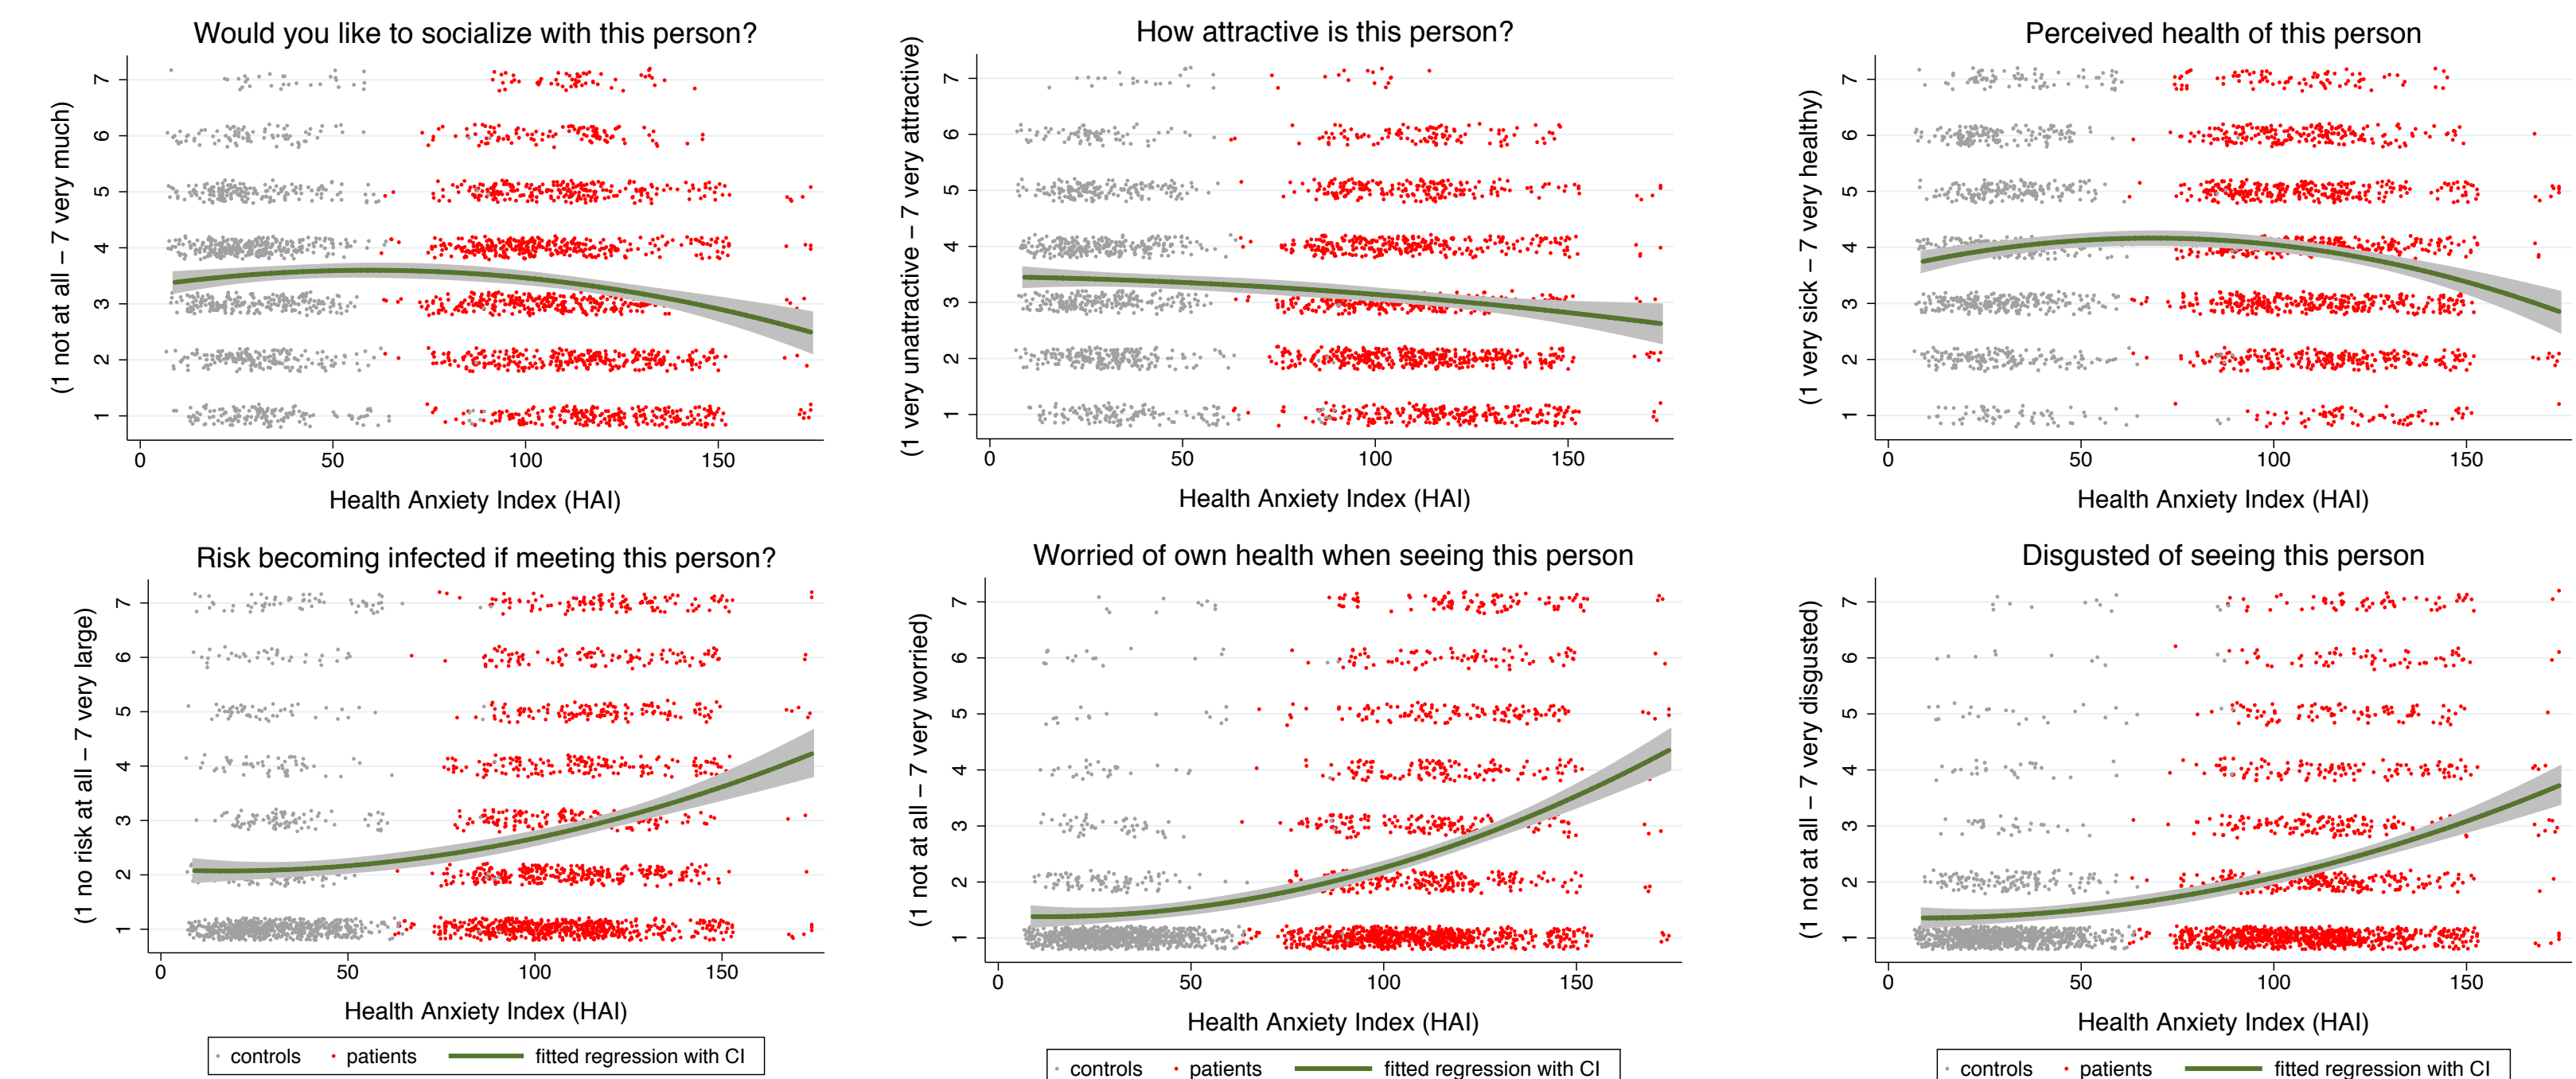 Would you like to socialize with this person?
(1 not at all – 7 very much)
7
6
5
4
3
2
1
0 50 100 150
Health Anxiety Index (HAI)
How attractive is this person?
(1 very unattractive – 7 very attractive)
7
6
5
4
3
2
1
0 50 100 150
Health Anxiety Index (HAI)
Perceived health of this person
(1 very sick – 7 very healthy)
7
6
5
4
3
2
1
0 50 100 150
Health Anxiety Index (HAI)
Risk becoming infected if meeting this person?
(1 no risk at all – 7 very large)
7
6
5
4
3
2
1
0 50 100 150
Health Anxiety Index (HAI)
controls patients fitted regression with CI
Worried of own health when seeing this person
(1 not at all – 7 very worried)
7
6
5
4
3
2
1
0 50 100 150
Health Anxiety Index (HAI)
controls patients fitted regression with CI
Disgusted of seeing this person
(1 not at all – 7 very disgusted)
7
6
5
4
3
2
1
0 50 100 150
Health Anxiety Index (HAI)
controls patients fitted regression with CI